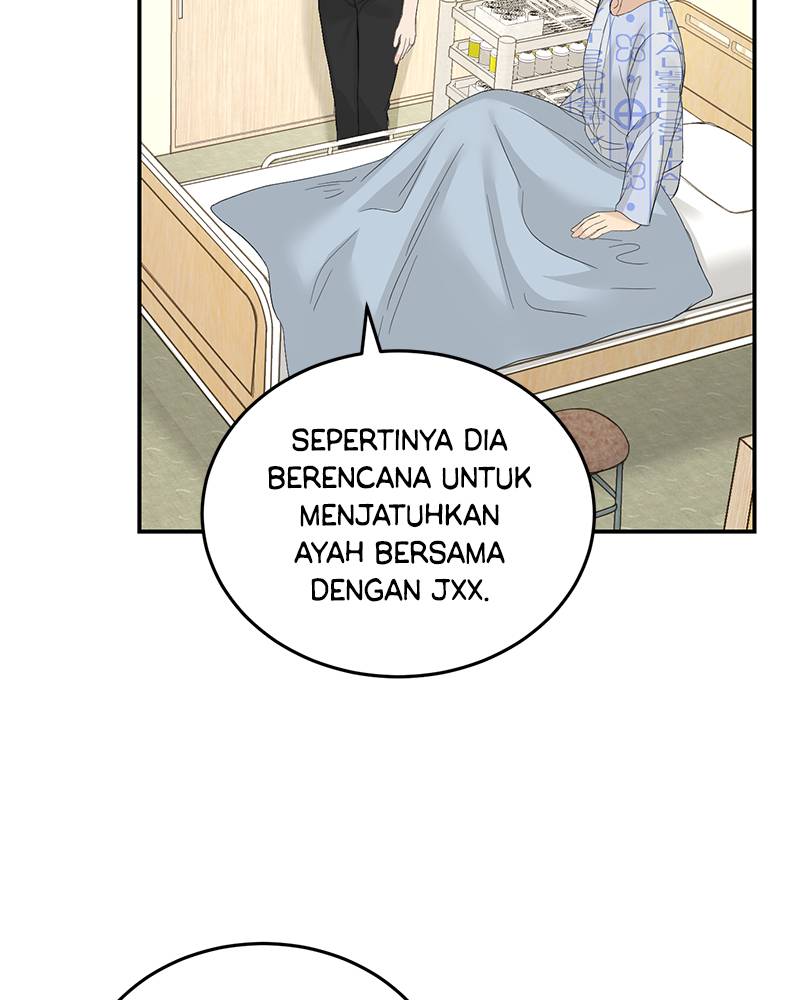 SEPERTINYA DIA
BERENCANA UNTUK
MENJATUHKAN
AYAH BERSAMA
DENGAN JXX.